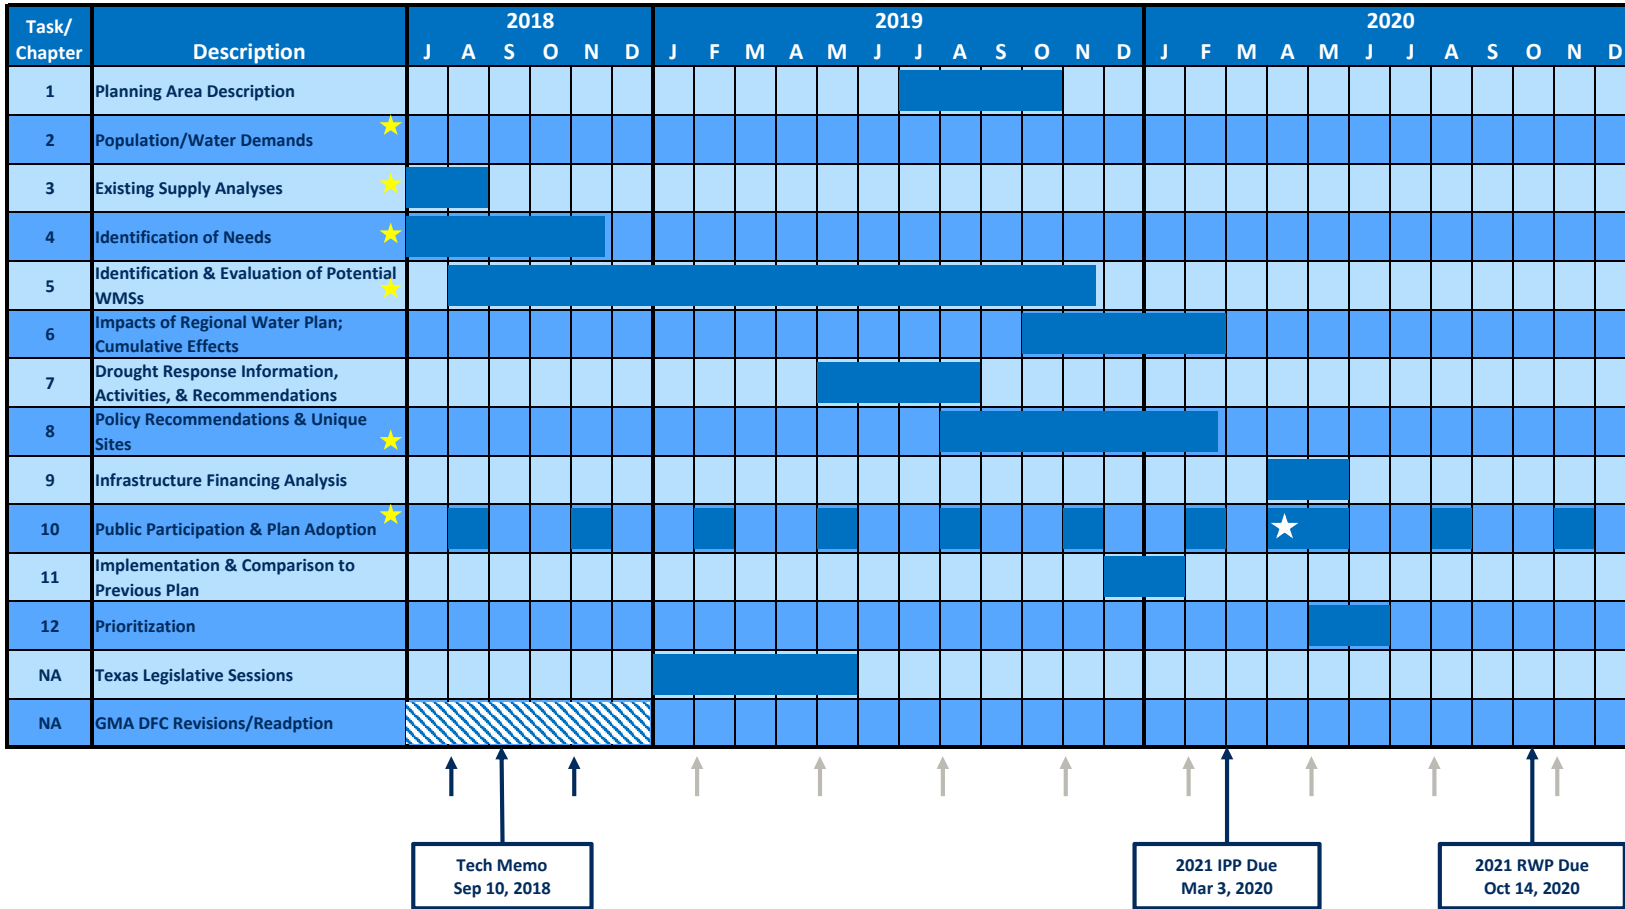 Task/
Chapter
Description
2018
2019
2020
J A S O N D J F M A M J J A S O N D J F M A M J J A S O N D
1 Planning Area Description
2 Population/Water Demands
3 Existing Supply Analyses
4 Identification of Needs
5 Identification & Evaluation of Potential
WMSs
6 Impacts of Regional Water Plan;
Cumulative Effects
7 Drought Response Information,
Activities, & Recommendations
8 Policy Recommendations & Unique
Sites
9 Infrastructure Financing Analysis
10 Public Participation & Plan Adoption
11 Implementation & Comparison to
Previous Plan
12 Prioritization
NA Texas Legislative Sessions
NA GMA DFC Revisions/Readption
Tech Memo
Sep 10, 2018
2021 IPP Due
Mar 3, 2020
2021 RWP Due
Oct 14, 2020